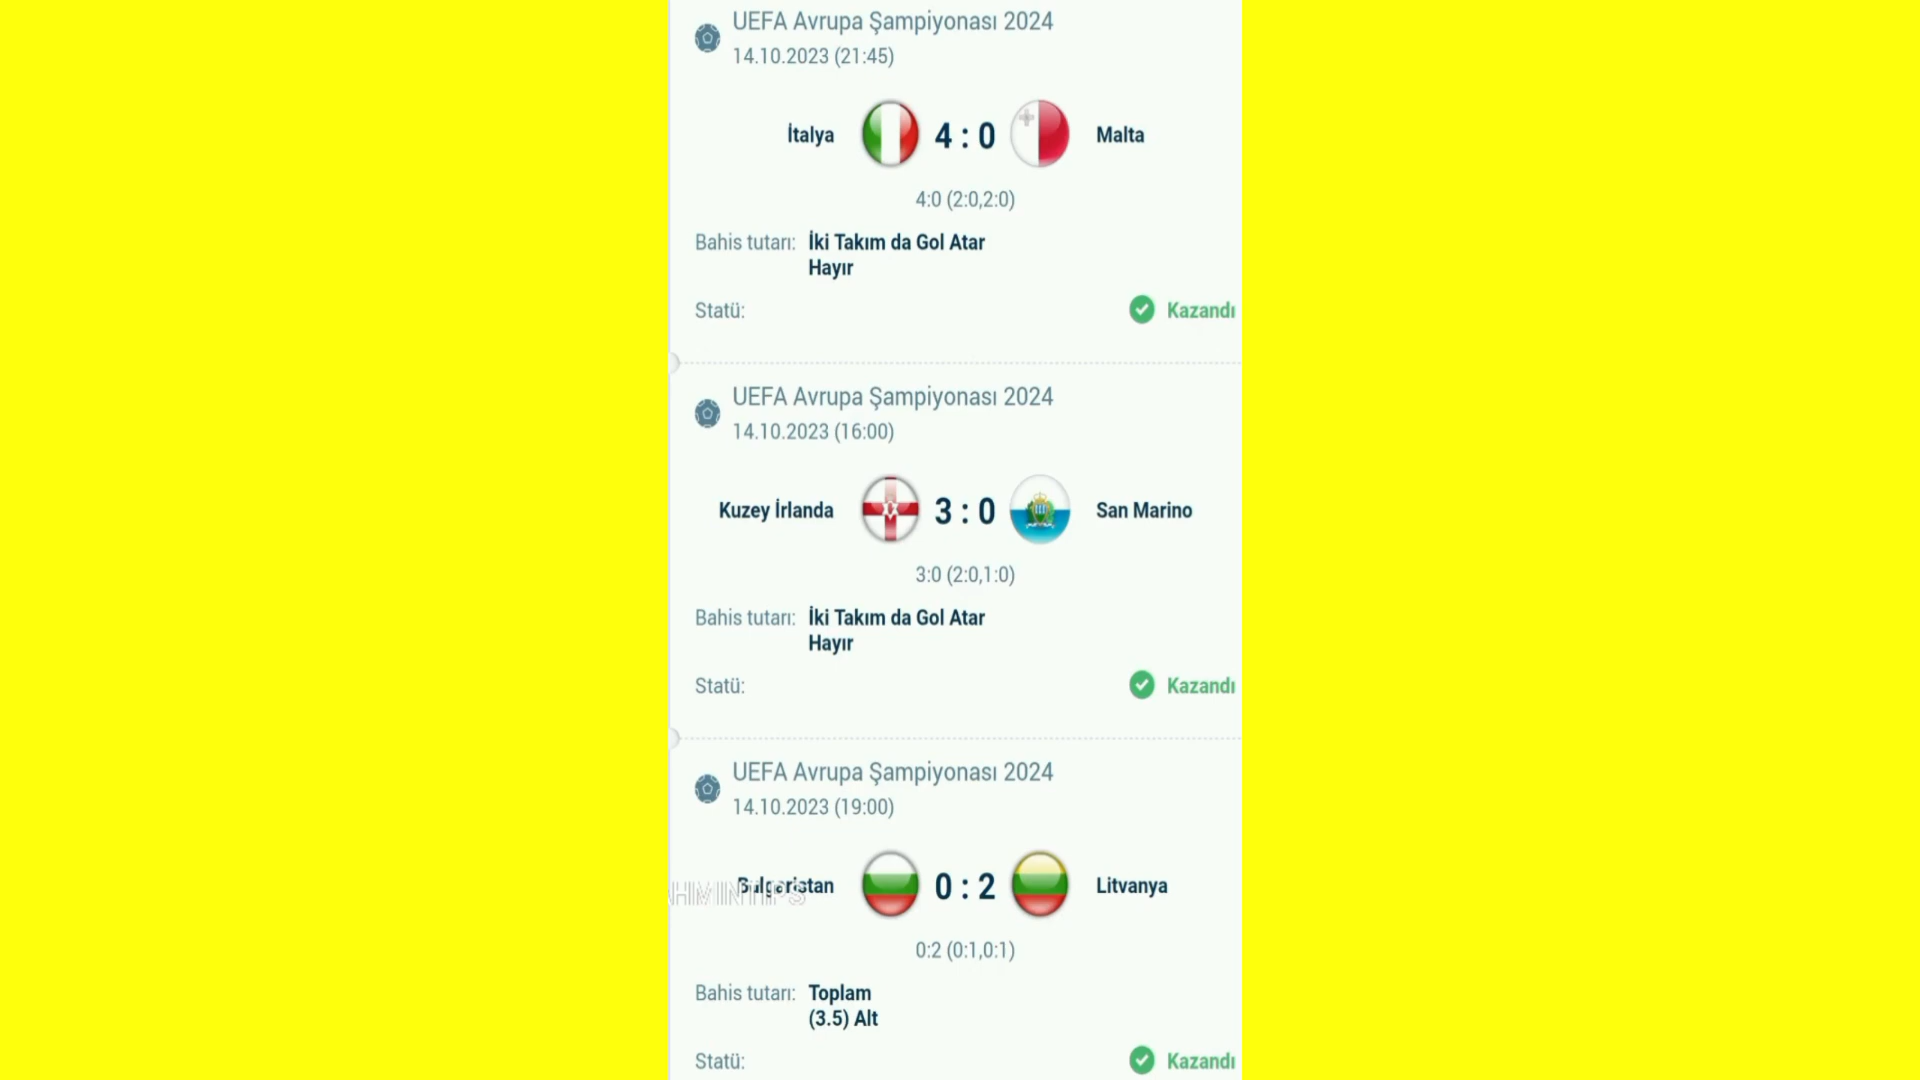 UEFA Avrupa Şampiyonası 2024
14.10.2023 (21:45)
İtalya 4 : 0 Malta
4:0 (2:0,2:0)
Bahis tutarı: İki Takım da Gol Atar
Hayır
Statü: Kazandı
UEFA Avrupa Şampiyonası 2024
14.10.2023 (16:00)
Kuzey İrlanda 3 : 0 San Marino
3:0 (2:0,1:0)
Bahis tutarı: İki Takım da Gol Atar
Hayır
Statü: Kazandı
UEFA Avrupa Şampiyonası 2024
14.10.2023 (19:00)
Bulgaristan 0 : 2 Litvanya
AHMINTIPS
0:2 (0:1,0:1)
Bahis tutarı: Toplam
(3.5) Alt
Statü: Kazandı